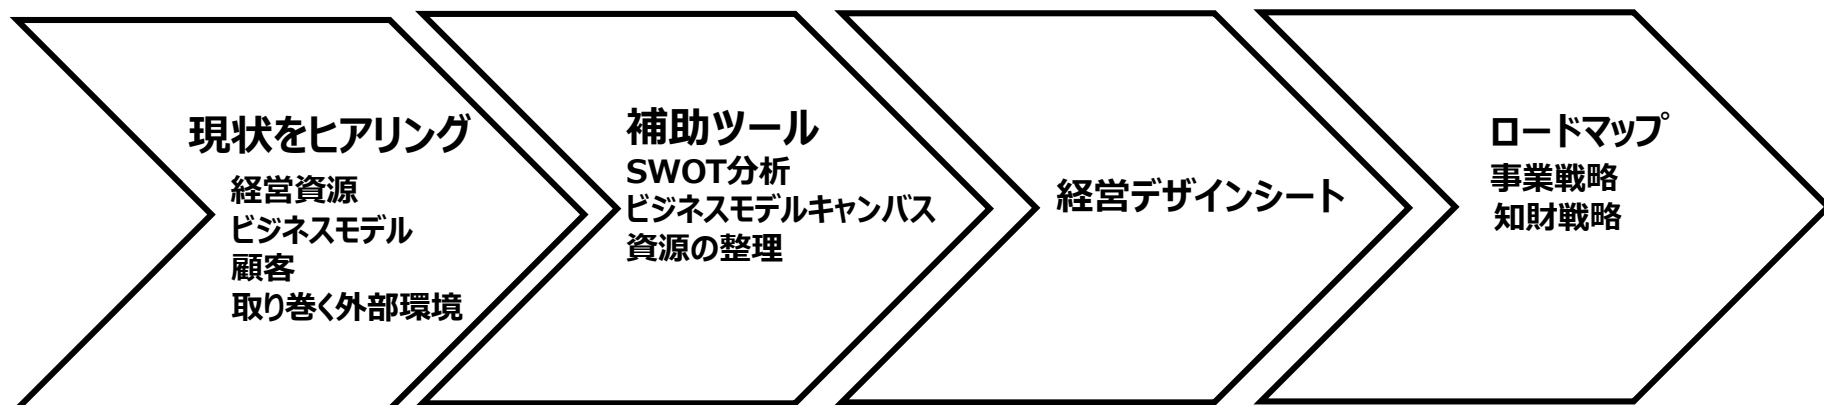 現状をヒアリング
経営資源
ビジネスモデル
顧客
取り巻く外部環境
補助ツール
SWOT分析
ビジネスモデルキャンバス
資源の整理
経営デザインシート
ロードマップ
事業戦略
知財戦略